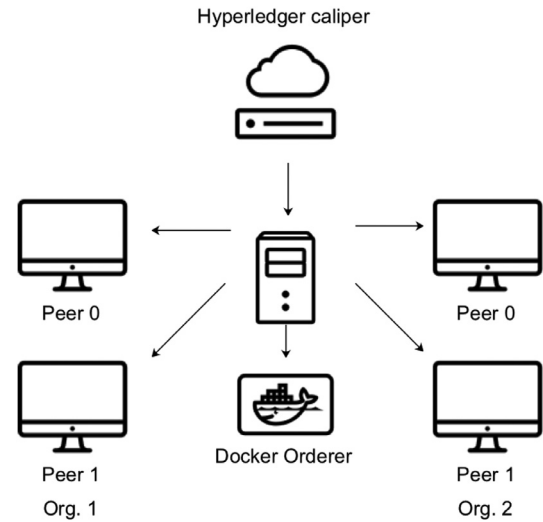 Hyperledger caliper
Peer 0
Peer 0
Docker Orderer
Peer 1
Peer 1
Org. 1
Org. 2